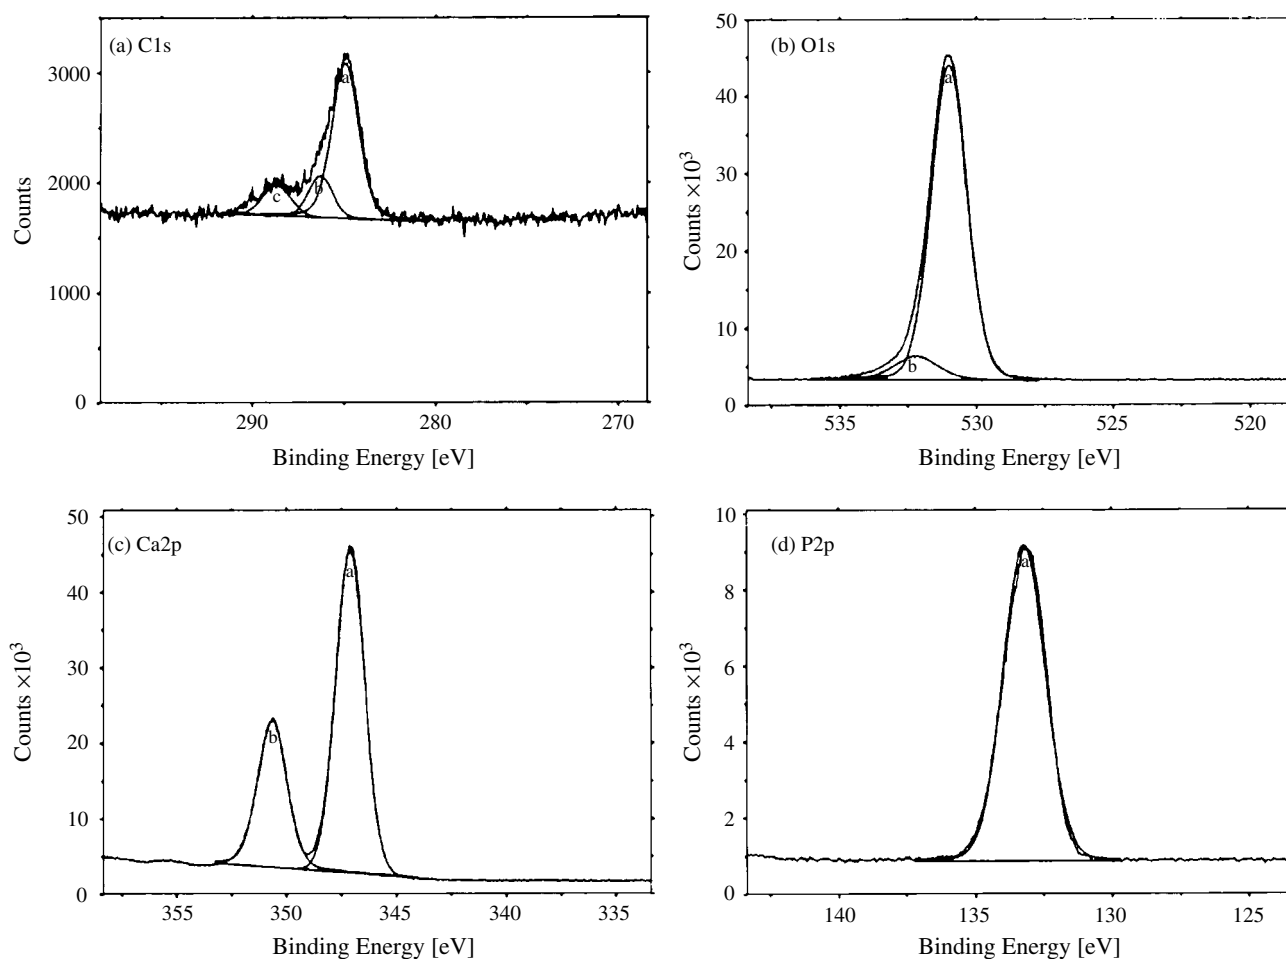 (a) C1s
3000
2000
1000
0
a
b
c
Counts
290
280
270
Binding Energy [eV]
(b) O1s
50
40
30
20
10
0
a
b
Counts ×10³
535
530
525
520
Binding Energy [eV]
(c) Ca2p
50
40
30
20
10
0
a
b
Counts ×10³
355
350
345
340
335
Binding Energy [eV]
(d) P2p
10
8
6
4
2
0
a
Counts ×10³
140
135
130
125
Binding Energy [eV]